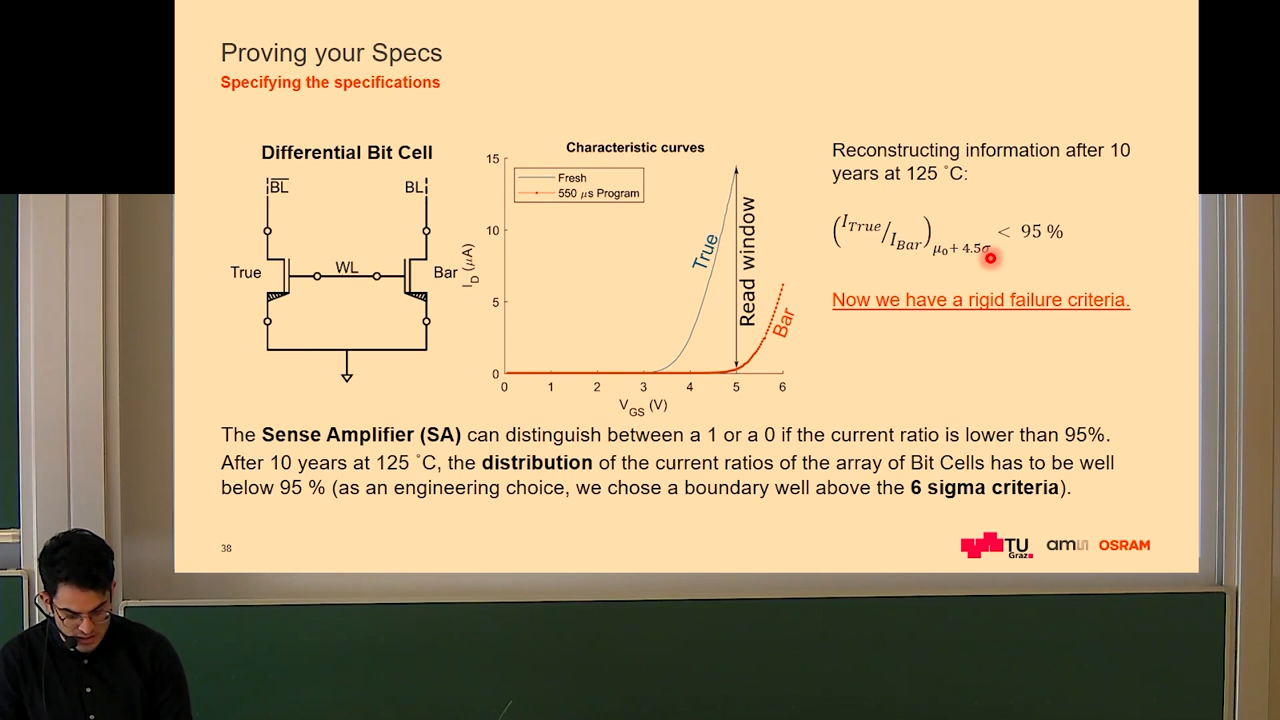 Proving your Specs
Specifying the specifications
Differential Bit Cell
BL
BL
True
WL
Bar
Characteristic curves
Fresh
550 μs Program
15
10
5
0
I_D (μA)
True
Read window
Bar
0 1 2 3 4 5 6
V_GS (V)
Reconstructing information after 10
years at 125 °C:
(I_True/I_Bar)_μ₀+4.5σ < 95 %
Now we have a rigid failure criteria.
The Sense Amplifier (SA) can distinguish between a 1 or a 0 if the current ratio is lower than 95%.
After 10 years at 125 °C, the distribution of the current ratios of the array of Bit Cells has to be well
below 95 % (as an engineering choice, we chose a boundary well above the 6 sigma criteria).
38
TU
Graz
am
OSRAM